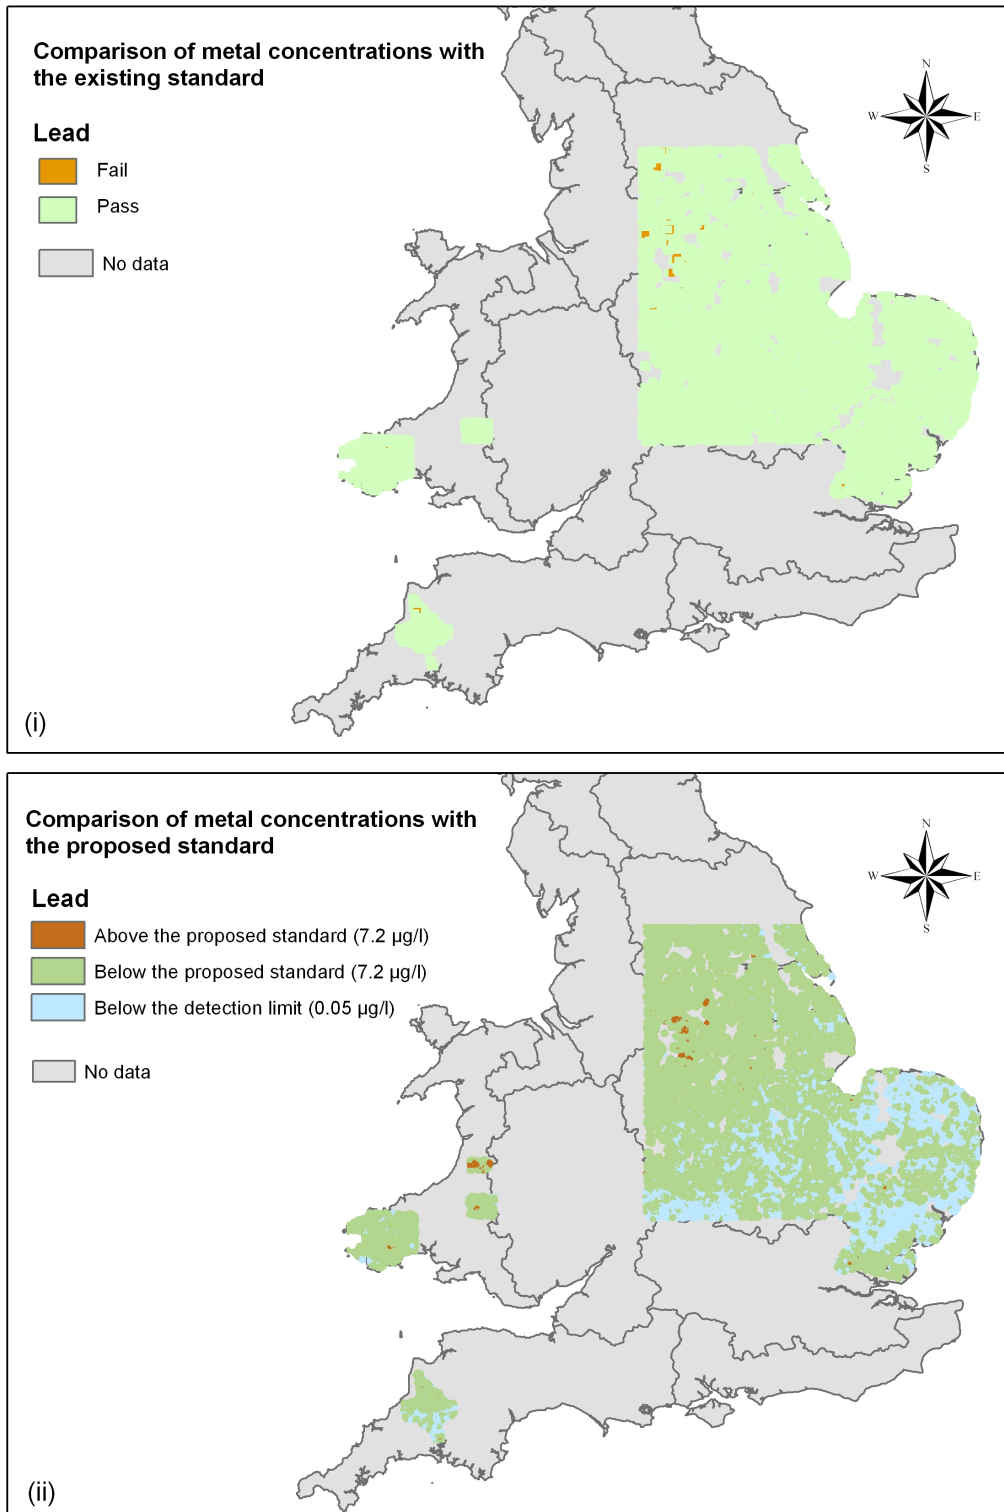 Comparison of metal concentrations with
the existing standard
Lead
Fail
Pass
No data
N
W
E
S
(i)
Comparison of metal concentrations with
the proposed standard
Lead
Above the proposed standard (7.2 µg/l)
Below the proposed standard (7.2 µg/l)
Below the detection limit (0.05 µg/l)
No data
N
W
E
S
(ii)